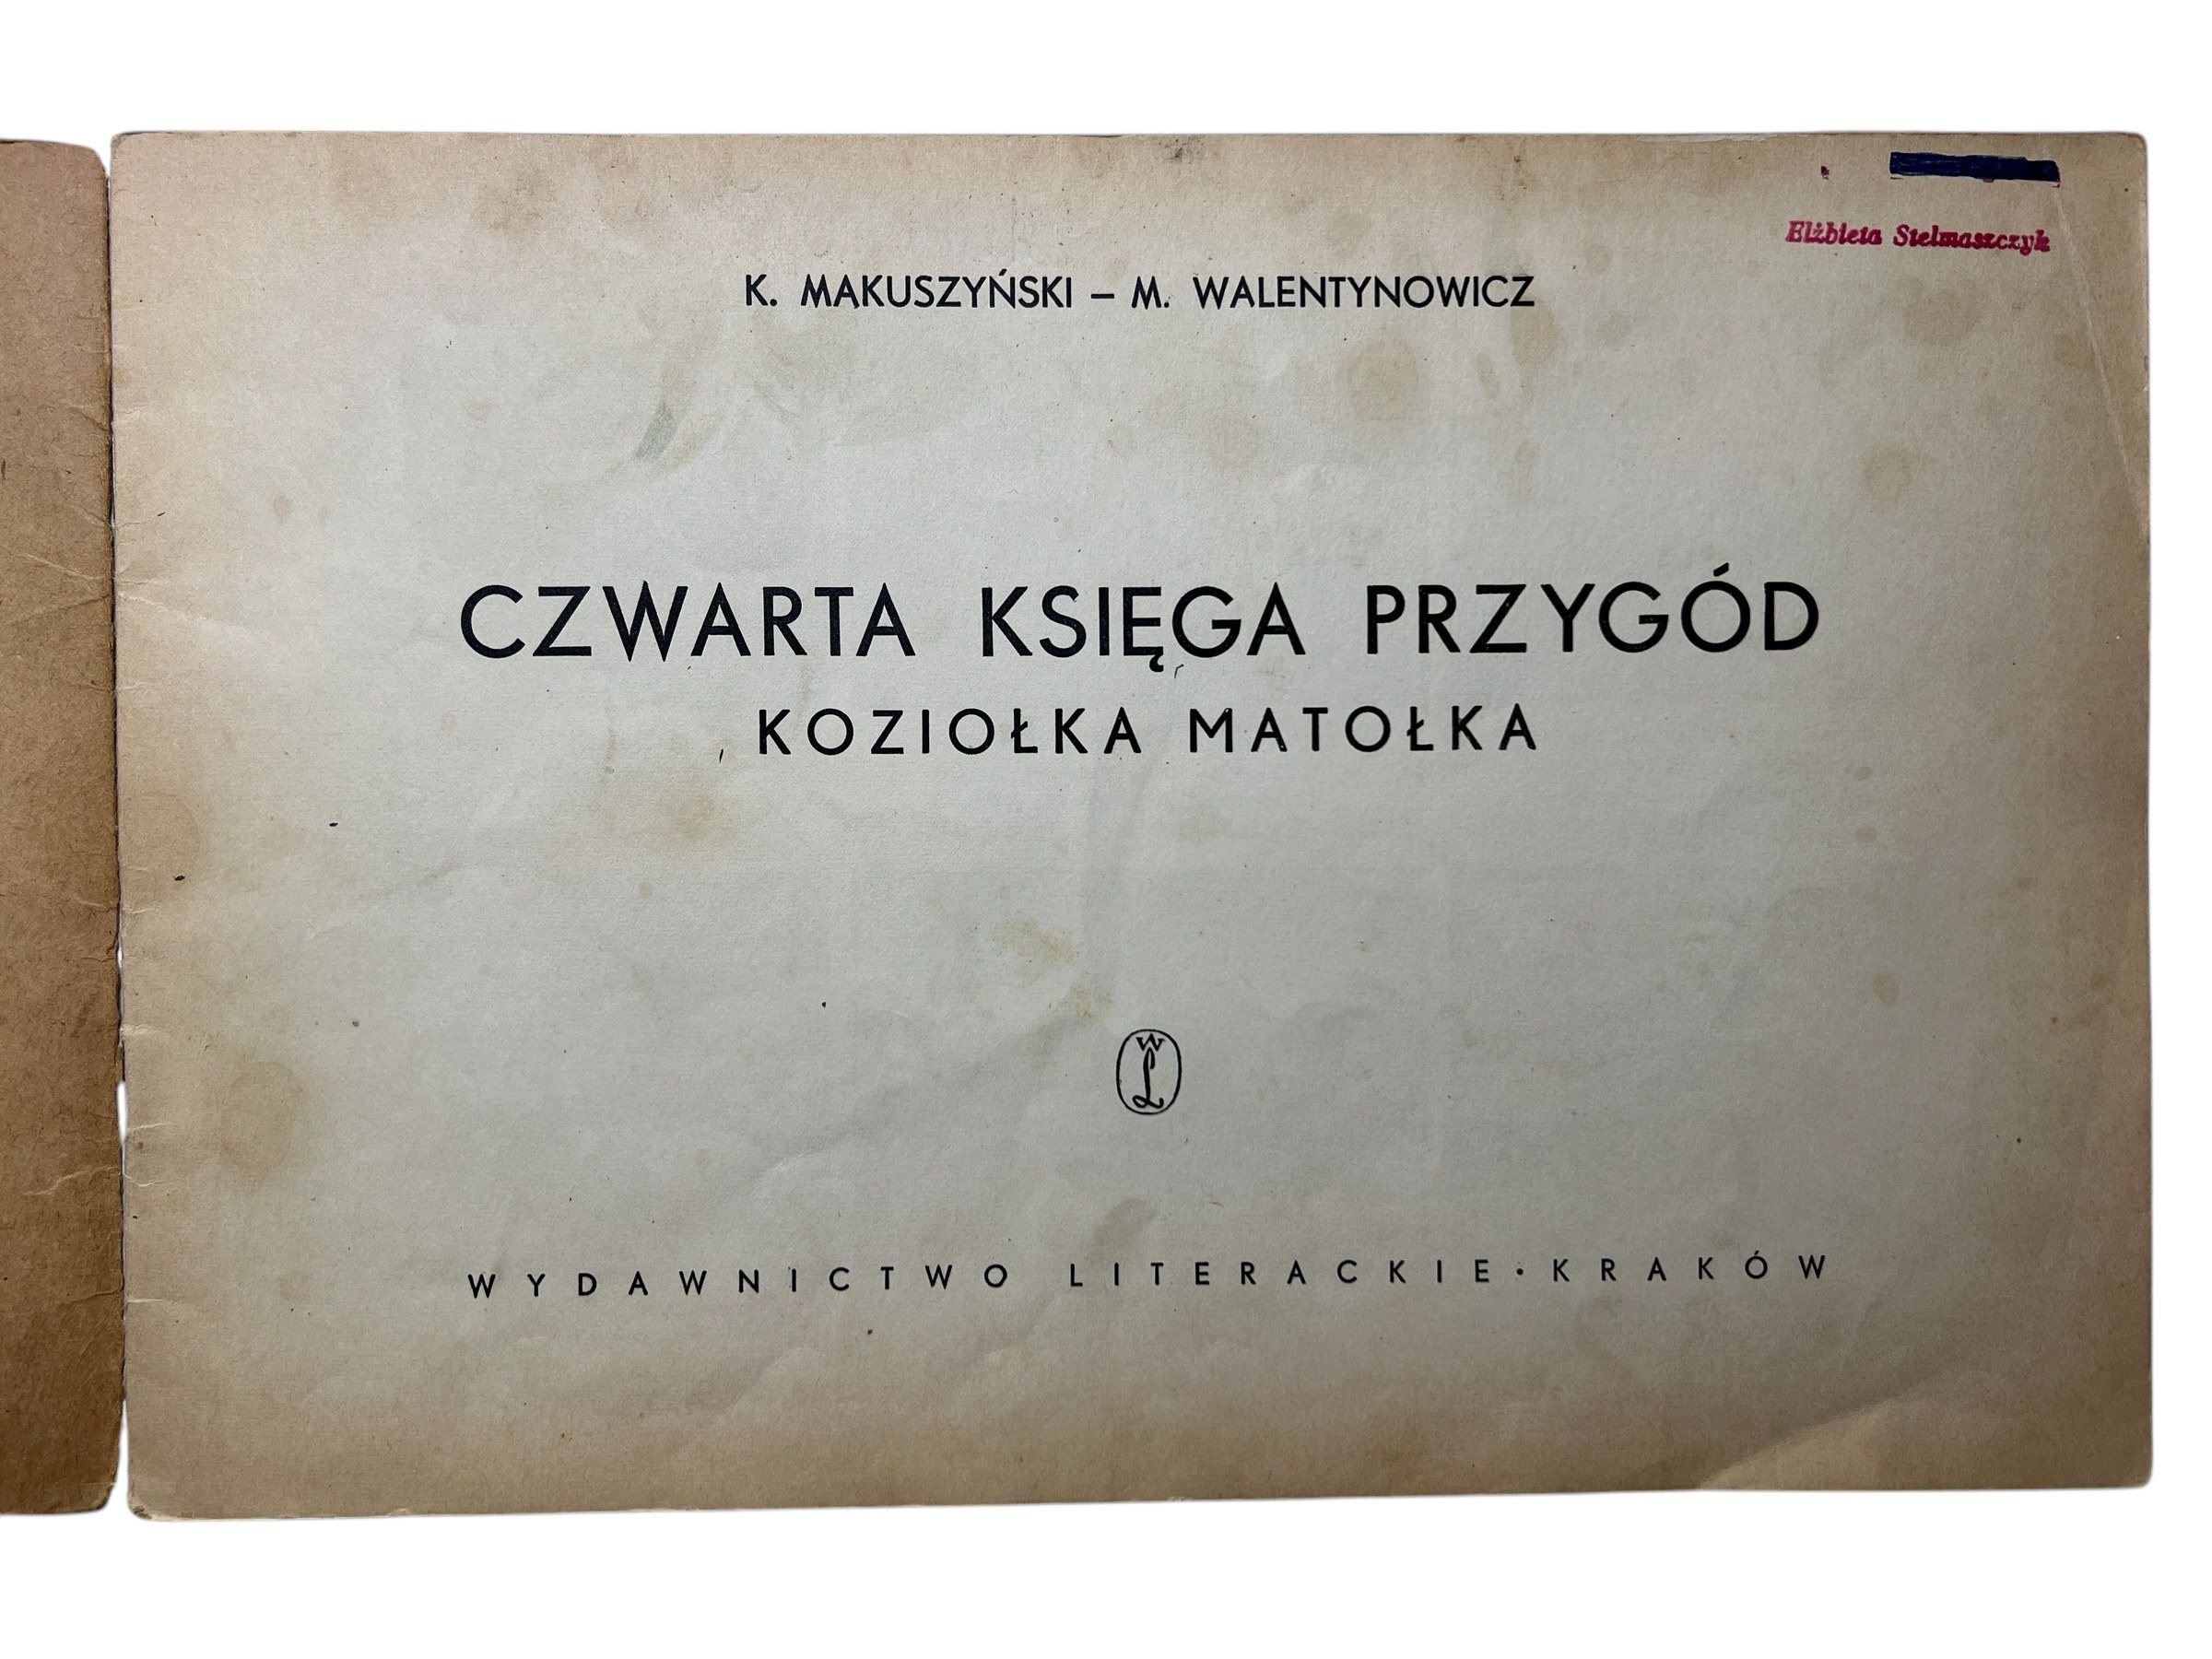 Elżbieta Stelmaszczyk
K. MAKUSZYŃSKI – M. WALENTYNOWICZ
CZWARTA KSIĘGA PRZYGÓD
KOZIOŁKA MATOŁKA
W
L
WYDAWNICTWO LITERACKIE • KRAKÓW